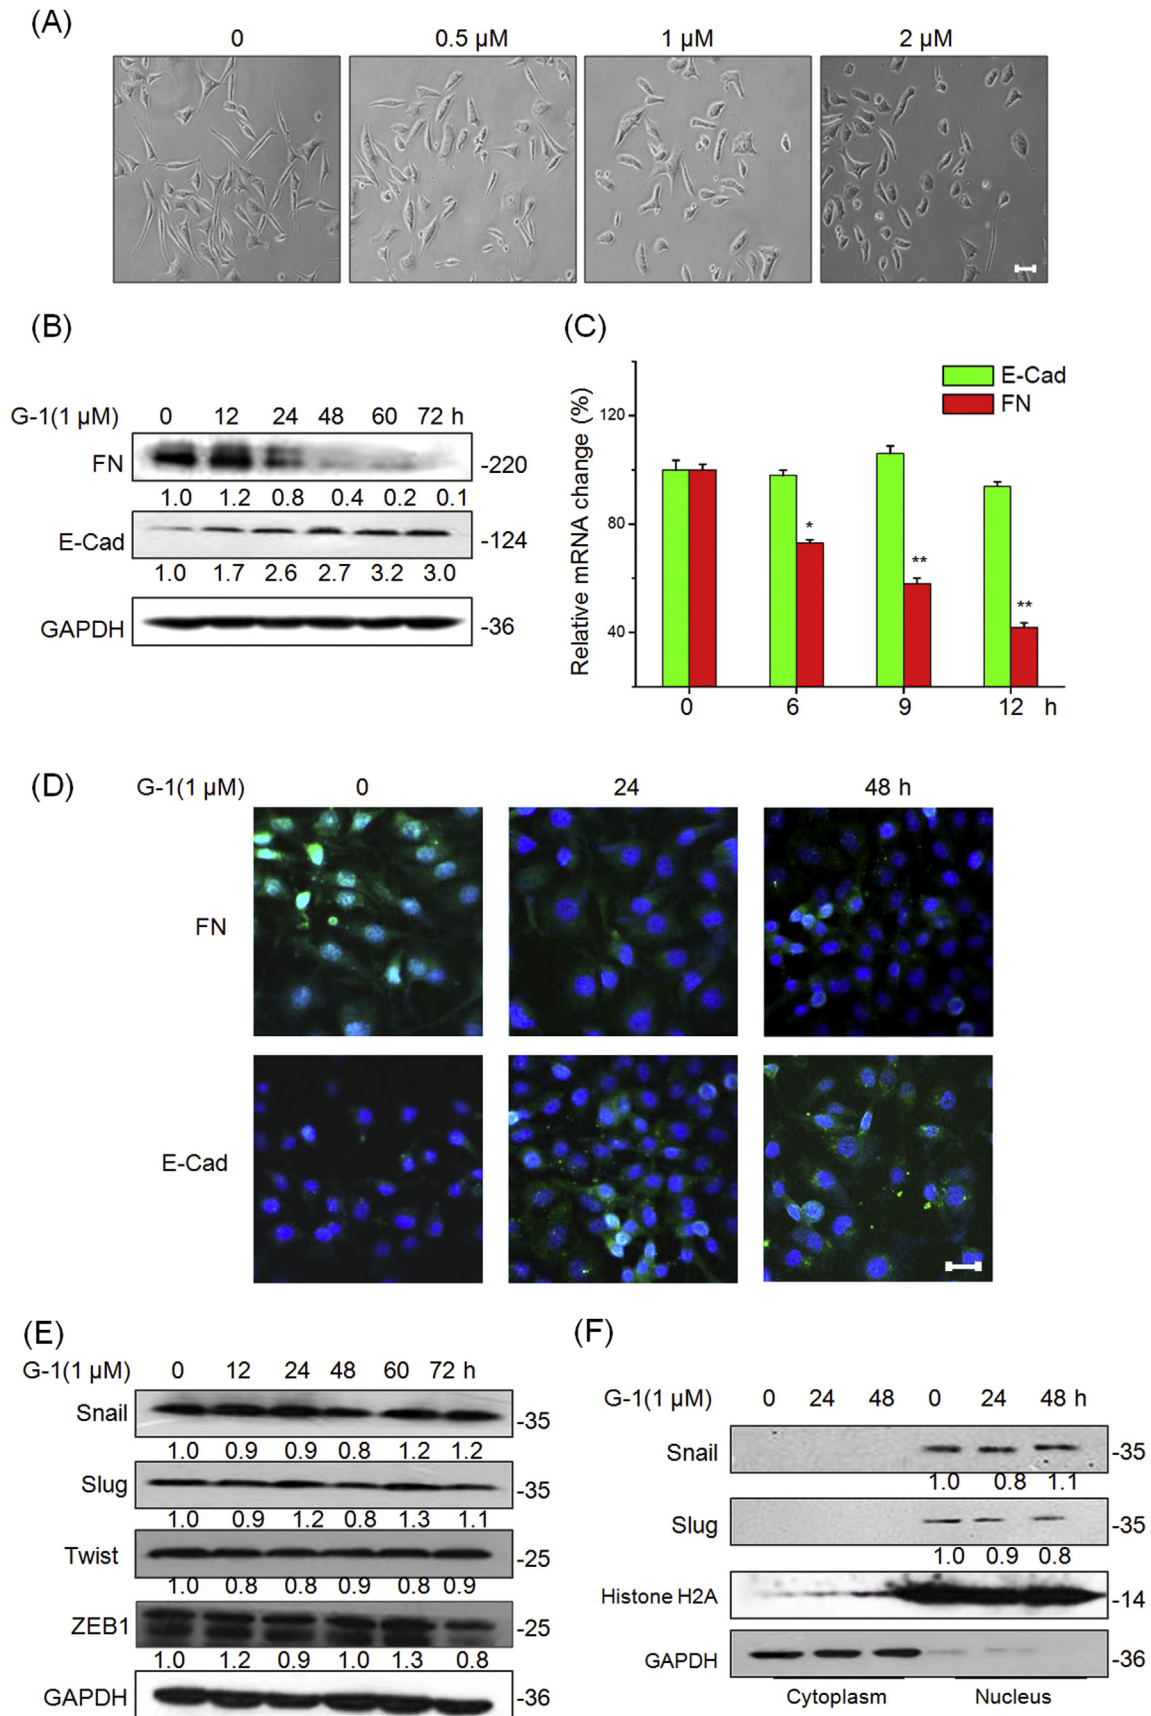 (A)
0 0.5 µM 1 µM 2 µM
(B)
G-1(1 µM) 0 12 24 48 60 72 h
FN -220
1.0 1.2 0.8 0.4 0.2 0.1
E-Cad -124
1.0 1.7 2.6 2.7 3.2 3.0
GAPDH -36
(C)
E-Cad
FN
Relative mRNA change (%)
120
80
40
* ** **
0 6 9 12 h
(D)
G-1(1 µM) 0 24 48 h
FN
E-Cad
(E)
G-1(1 µM) 0 12 24 48 60 72 h
Snail -35
1.0 0.9 0.9 0.8 1.2 1.2
Slug -35
1.0 0.9 1.2 0.8 1.3 1.1
Twist -25
1.0 0.8 0.8 0.9 0.8 0.9
ZEB1 -25
1.0 1.2 0.9 1.0 1.3 0.8
GAPDH -36
(F)
G-1(1 µM) 0 24 48 0 24 48 h
Snail -35
1.0 0.8 1.1
Slug -35
1.0 0.9 0.8
Histone H2A -14
GAPDH -36
Cytoplasm Nucleus